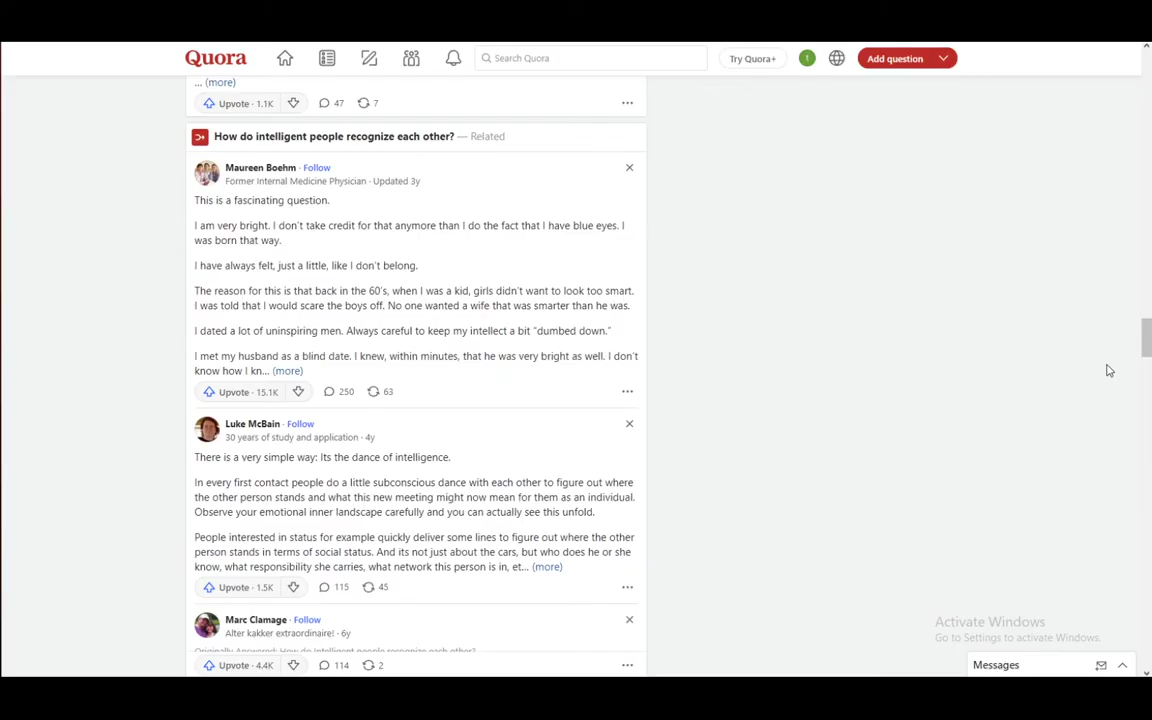 Quora
Search Quora
Try Quora+
t
Add question
... (more)
Upvote · 1.1K
47
7
How do intelligent people recognize each other? — Related
Maureen Boehm · Follow
Former Internal Medicine Physician · Updated 3y
This is a fascinating question.
I am very bright. I don't take credit for that anymore than I do the fact that I have blue eyes. I
was born that way.
I have always felt, just a little, like I don't belong.
The reason for this is that back in the 60's, when I was a kid, girls didn't want to look too smart.
I was told that I would scare the boys off. No one wanted a wife that was smarter than he was.
I dated a lot of uninspiring men. Always careful to keep my intellect a bit "dumbed down."
I met my husband as a blind date. I knew, within minutes, that he was very bright as well. I don't
know how I kn... (more)
Upvote · 15.1K
250
63
Luke McBain · Follow
30 years of study and application · 4y
There is a very simple way: Its the dance of intelligence.
In every first contact people do a little subconscious dance with each other to figure out where
the other person stands and what this new meeting might now mean for them as an individual.
Observe your emotional inner landscape carefully and you can actually see this unfold.
People interested in status for example quickly deliver some lines to figure out where the other
person stands in terms of social status. And its not just about the cars, but who does he or she
know, what responsibility she carries, what network this person is in, et... (more)
Upvote · 1.5K
115
45
Marc Clamage · Follow
Alter kakker extraordinaire! · 6y
Originally Answered: How do Intelligent people recognize each other?
Upvote · 4.4K
114
2
Activate Windows
Go to Settings to activate Windows.
Messages